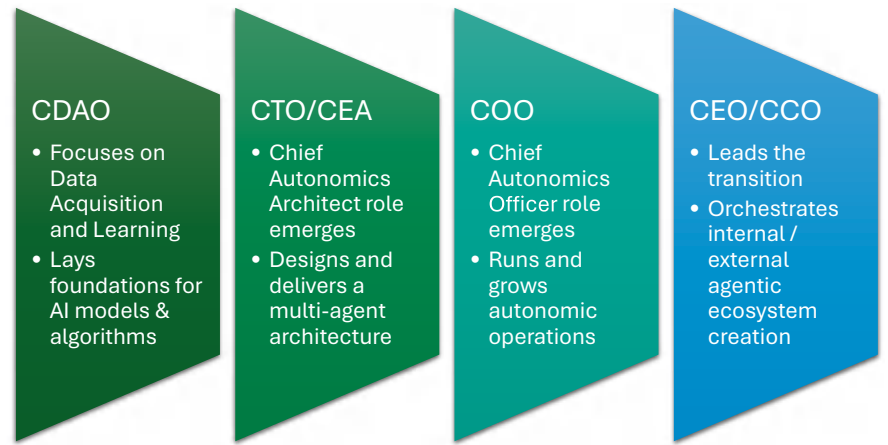 CDAO
• Focuses on
Data
Acquisition
and Learning
• Lays
foundations for
AI models &
algorithms
CTO/CEA
• Chief
Autonomics
Architect role
emerges
• Designs and
delivers a
multi-agent
architecture
COO
• Chief
Autonomics
Officer role
emerges
• Runs and
grows
autonomic
operations
CEO/CCO
• Leads the
transition
• Orchestrates
internal /
external
agentic
ecosystem
creation